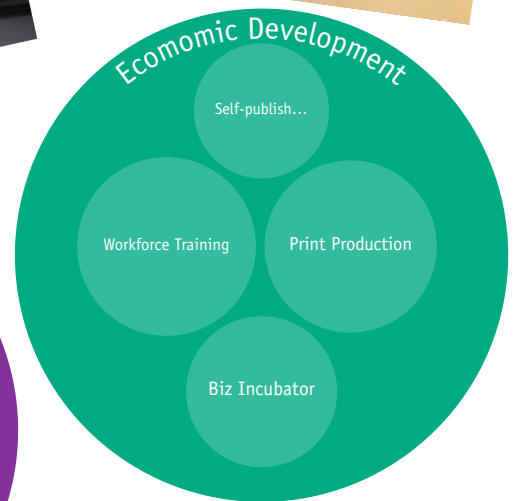 Ecomomic Development
Self-publish…
Workforce Training
Print Production
Biz Incubator